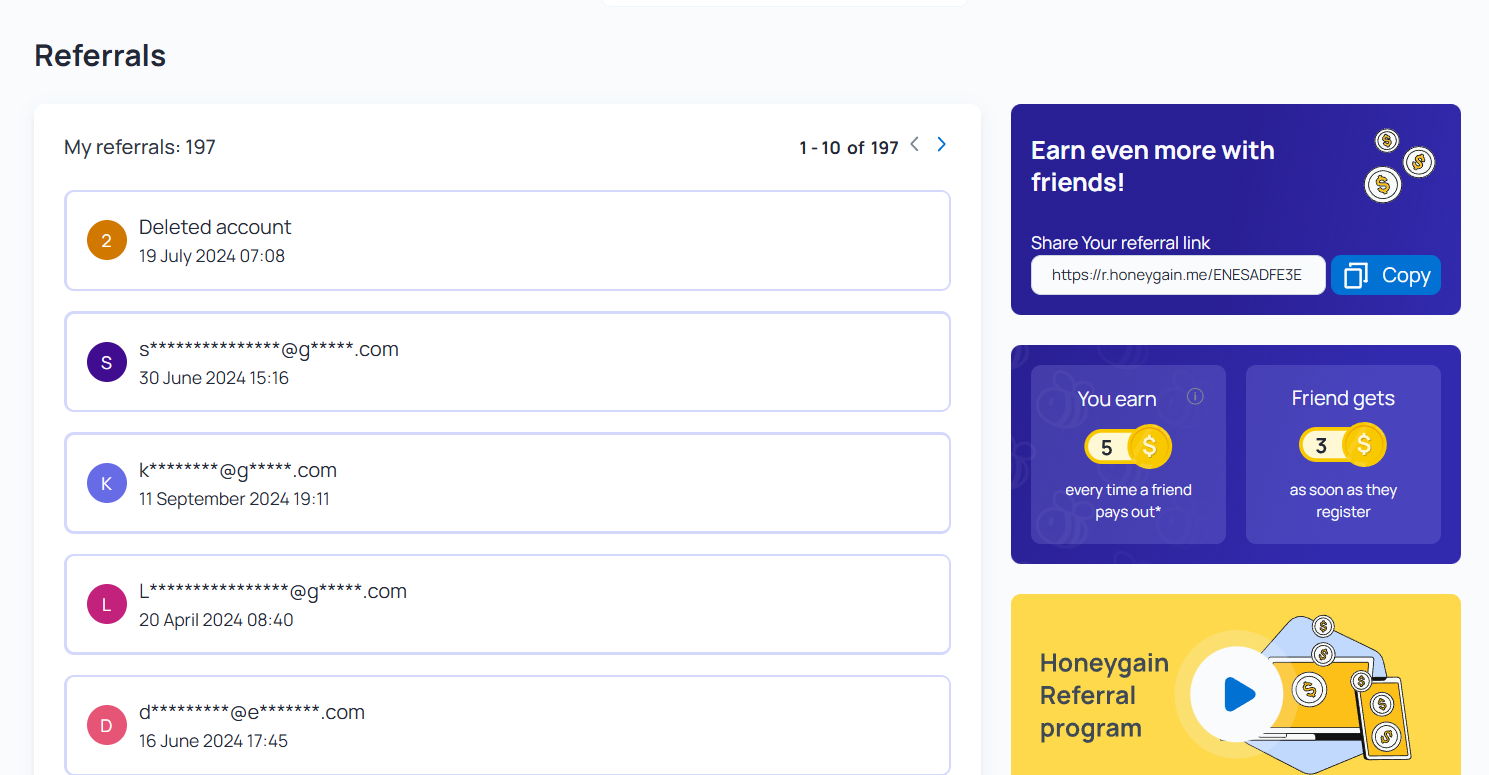 Referrals
My referrals: 197
1 - 10 of 197
2
Deleted account
19 July 2024 07:08
S
s***************@g*****.com
30 June 2024 15:16
K
k********@g*****.com
11 September 2024 19:11
L
L****************@g*****.com
20 April 2024 08:40
D
d*********@e*******.com
16 June 2024 17:45
Earn even more with
friends!
Share Your referral link
https://r.honeygain.me/ENESADFE3E
Copy
You earn
5
every time a friend
pays out*
Friend gets
3
as soon as they
register
Honeygain
Referral
program